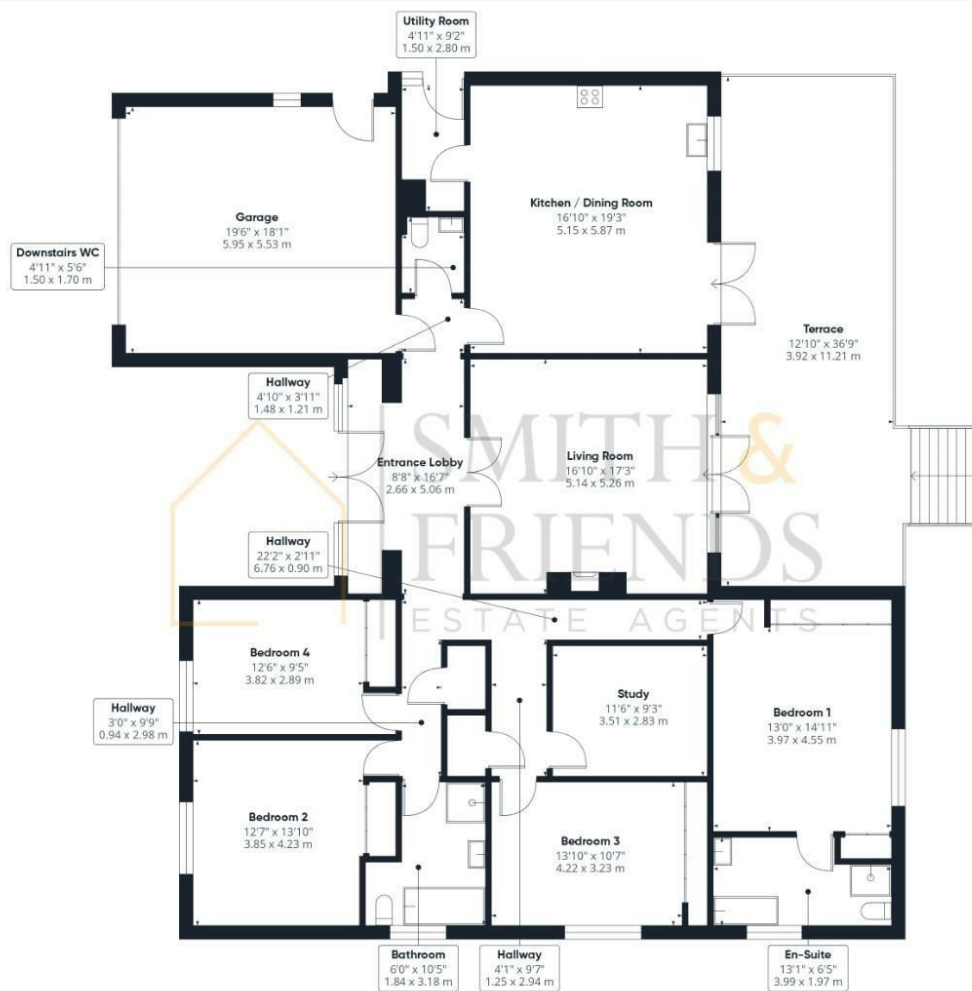 Utility Room
4'11" x 9'2"
1.50 x 2.80 m
Garage
19'6" x 18'1"
5.95 x 5.53 m
Kitchen / Dining Room
16'10" x 19'3"
5.15 x 5.87 m
Downstairs WC
4'11" x 5'6"
1.50 x 1.70 m
Terrace
12'10" x 36'9"
3.92 x 11.21 m
Hallway
4'10" x 3'11"
1.48 x 1.21 m
Entrance Lobby
8'8" x 16'7"
2.66 x 5.06 m
Living Room
16'10" x 17'3"
5.14 x 5.26 m
SMITH &
FRIENDS
ESTATE AGENTS
Hallway
22'2" x 2'11"
6.76 x 0.90 m
Bedroom 4
12'6" x 9'5"
3.82 x 2.89 m
Study
11'6" x 9'3"
3.51 x 2.83 m
Bedroom 1
13'0" x 14'11"
3.97 x 4.55 m
Hallway
3'0" x 9'9"
0.94 x 2.98 m
Bedroom 2
12'7" x 13'10"
3.85 x 4.23 m
Bedroom 3
13'10" x 10'7"
4.22 x 3.23 m
Bathroom
6'0" x 10'5"
1.84 x 3.18 m
Hallway
4'1" x 9'7"
1.25 x 2.94 m
En-Suite
13'1" x 6'5"
3.99 x 1.97 m